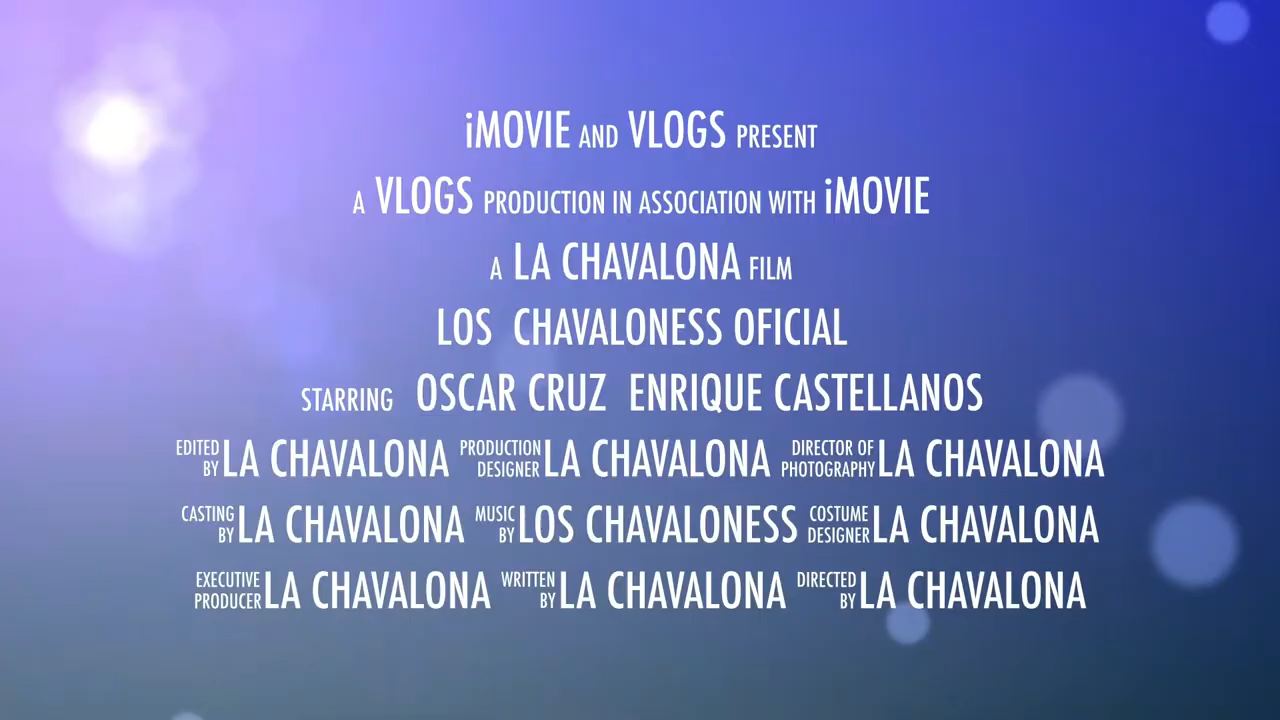 iMOVIE AND VLOGS PRESENT
A VLOGS PRODUCTION IN ASSOCIATION WITH iMOVIE
A LA CHAVALONA FILM
LOS CHAVALONESS OFICIAL
STARRING OSCAR CRUZ ENRIQUE CASTELLANOS
EDITED BY LA CHAVALONA PRODUCTION DESIGNER LA CHAVALONA DIRECTOR OF PHOTOGRAPHY LA CHAVALONA
CASTING BY LA CHAVALONA MUSIC BY LOS CHAVALONESS COSTUME DESIGNER LA CHAVALONA
EXECUTIVE PRODUCER LA CHAVALONA WRITTEN BY LA CHAVALONA DIRECTED BY LA CHAVALONA